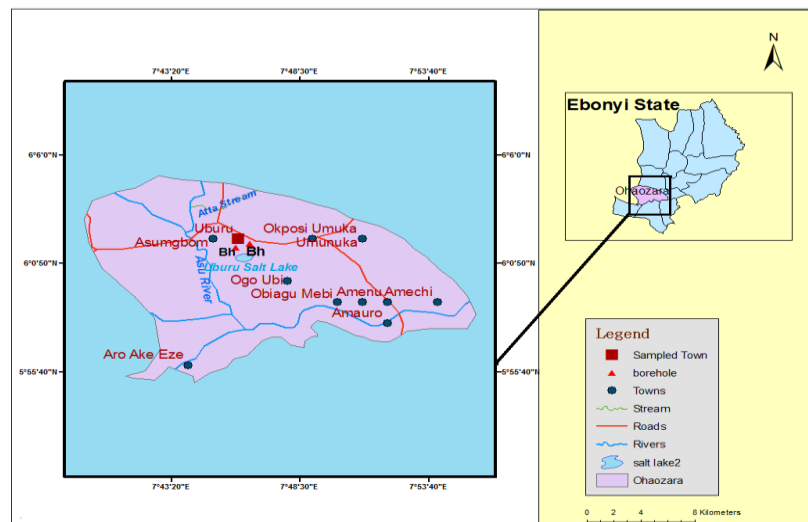 7°43'20"E 7°48'30"E 7°53'40"E
N
Ebonyi State
Ohaozara
6°6'0"N 6°6'0"N
Atta Stream
Uburu Okposi Umuka
Asumgbom Umunuka
Bh Bh
Uburu Salt Lake
6°0'50"N 6°0'50"N
Asu River
Ogo Ubi
Obiagu Mebi Amenu Amechi
Amauro
Aro Ake Eze
5°55'40"N 5°55'40"N
7°43'20"E 7°48'30"E 7°53'40"E
Legend
Sampled Town
borehole
Towns
Stream
Roads
Rivers
salt lake2
Ohaozara
0 2 4 6 8 Kilometers